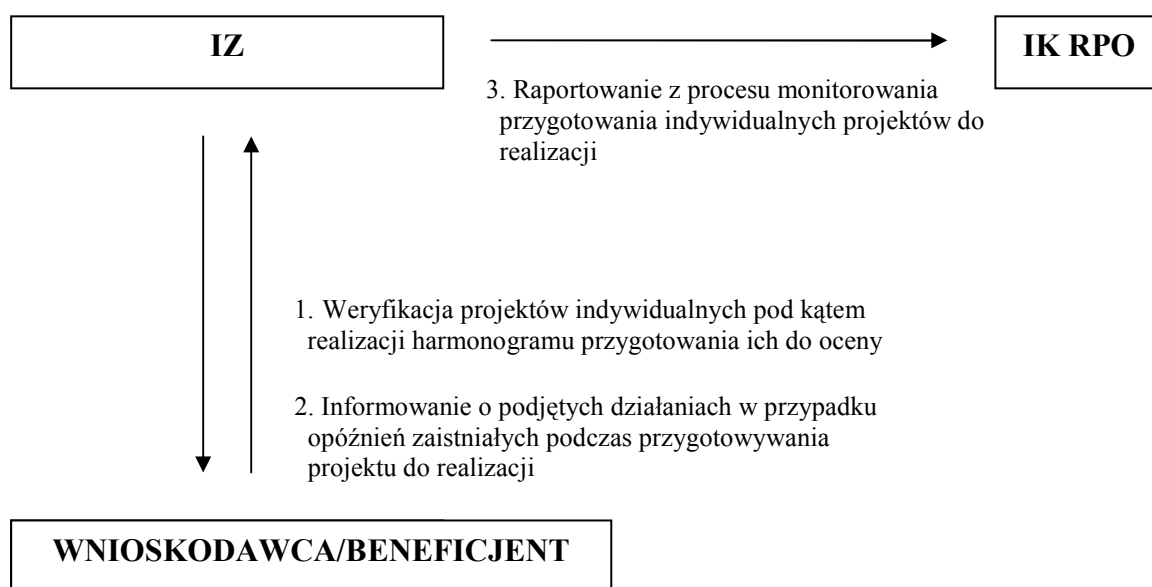 IZ
IK RPO
3. Raportowanie z procesu monitorowania
przygotowania indywidualnych projektów do
realizacji
1. Weryfikacja projektów indywidualnych pod kątem
realizacji harmonogramu przygotowania ich do oceny
2. Informowanie o podjętych działaniach w przypadku
opóźnień zaistniałych podczas przygotowywania
projektu do realizacji
WNIOSKODAWCA/BENEFICJENT